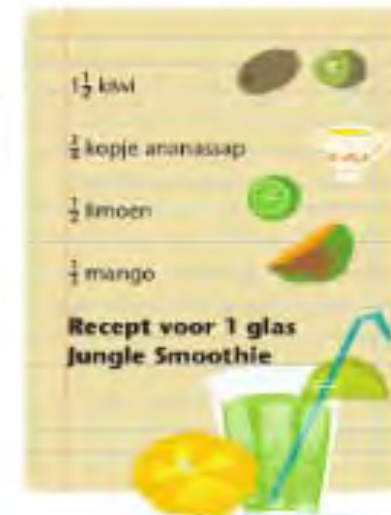 1½ kiwi
kopje ananassap
½ limoen
mango
Recept voor 1 glas
Jungle Smoothie